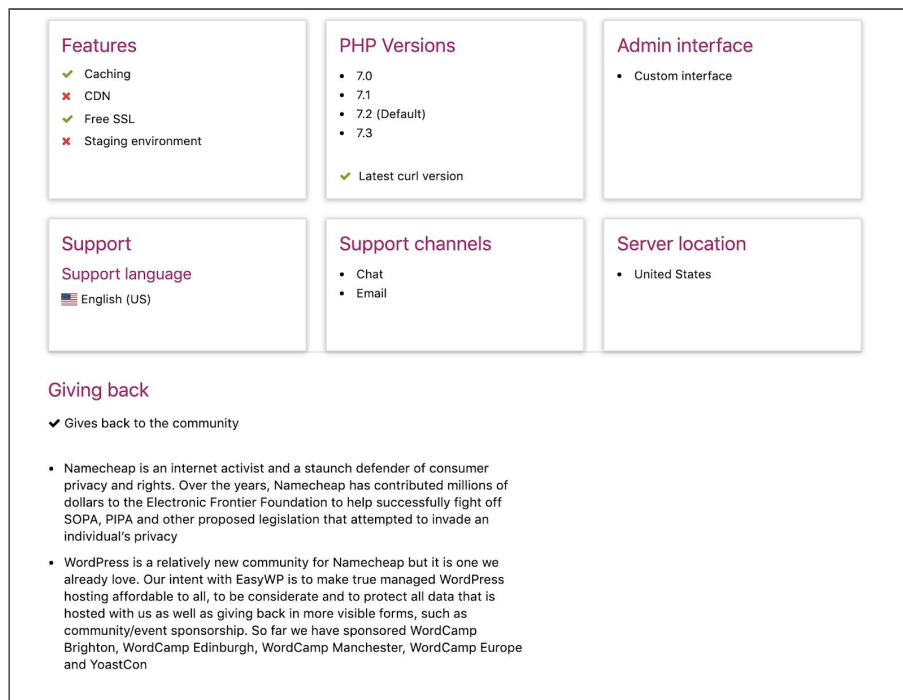 Features
Caching
CDN
Free SSL
Staging environment
PHP Versions
7.0
7.1
7.2 (Default)
7.3
Latest curl version
Admin interface
Custom interface
Support
Support language
English (US)
Support channels
Chat
Email
Server location
United States
Giving back
Gives back to the community
Namecheap is an internet activist and a staunch defender of consumer
privacy and rights. Over the years, Namecheap has contributed millions of
dollars to the Electronic Frontier Foundation to help successfully fight off
SOPA, PIPA and other proposed legislation that attempted to invade an
individual's privacy
WordPress is a relatively new community for Namecheap but it is one we
already love. Our intent with EasyWP is to make true managed WordPress
hosting affordable to all, to be considerate and to protect all data that is
hosted with us as well as giving back in more visible forms, such as
community/event sponsorship. So far we have sponsored WordCamp
Brighton, WordCamp Edinburgh, WordCamp Manchester, WordCamp Europe
and YoastCon